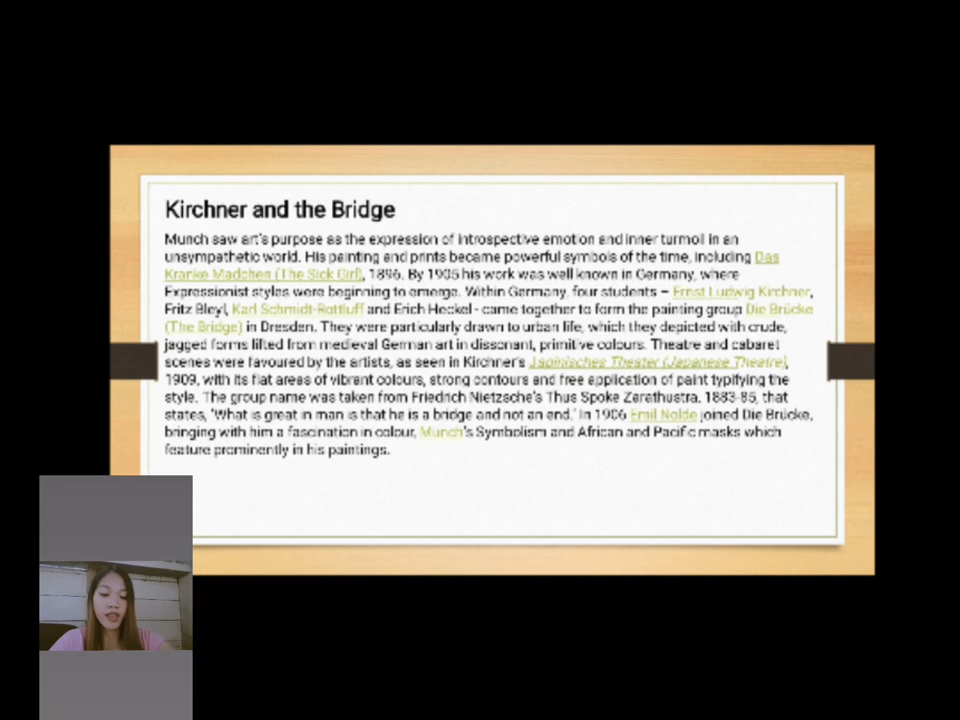 Kirchner and the Bridge
Munch saw art's purpose as the expression of introspective emotion and inner turmoil in an
unsympathetic world. His painting and prints became powerful symbols of the time, including Das
Kranke Madchen (The Sick Girl), 1896. By 1905 his work was well known in Germany, where
Expressionist styles were beginning to emerge. Within Germany, four students – Ernst Ludwig Kirchner,
Fritz Bleyl, Karl Schmidt-Rottluff and Erich Heckel - came together to form the painting group Die Brücke
(The Bridge) in Dresden. They were particularly drawn to urban life, which they depicted with crude,
jagged forms lifted from medieval German art in dissonant, primitive colours. Theatre and cabaret
scenes were favoured by the artists, as seen in Kirchner's Japinisches Theater (Japanese Theatre),
1909, with its flat areas of vibrant colours, strong contours and free application of paint typifying the
style. The group name was taken from Friedrich Nietzsche's Thus Spoke Zarathustra, 1883-85, that
states, 'What is great in man is that he is a bridge and not an end.' In 1906 Emil Nolde joined Die Brücke,
bringing with him a fascination in colour, Munch's Symbolism and African and Pacific masks which
feature prominently in his paintings.